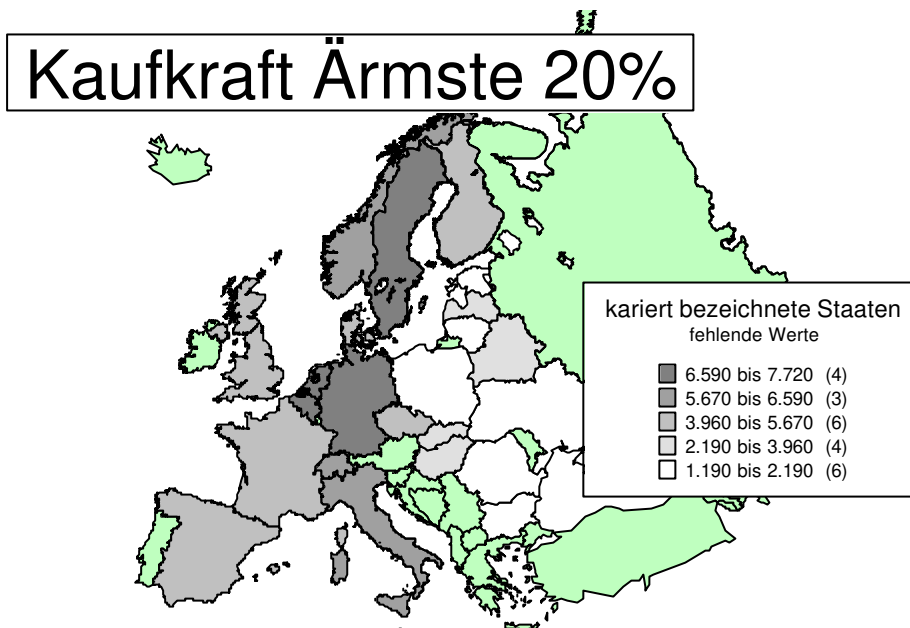 Kaufkraft Ärmste 20%
kariert bezeichnete Staaten
fehlende Werte
6.590 bis 7.720 (4)
5.670 bis 6.590 (3)
3.960 bis 5.670 (6)
2.190 bis 3.960 (4)
1.190 bis 2.190 (6)